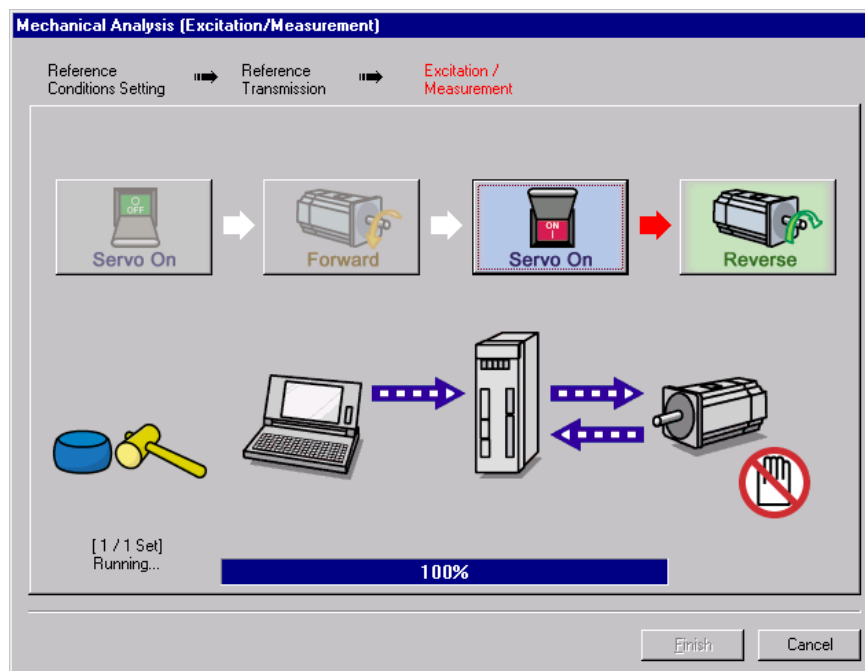 Mechanical Analysis (Excitation/Measurement)
Reference
Conditions Setting
Reference
Transmission
Excitation /
Measurement
O
OFF
Servo On
Forward
ON
I
Servo On
Reverse
[ 1 / 1 Set]
Running...
100%
Finish
Cancel